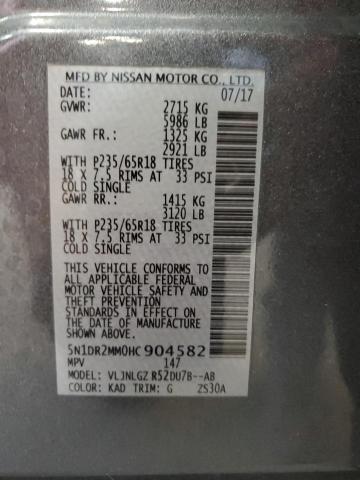 MFD BY NISSAN MOTOR CO., LTD.
DATE: 07/17
GVWR: 2715 KG
5986 LB
GAWR FR.: 1325 KG
2921 LB
WITH P235/65R18 TIRES
18 X 7.5 RIMS AT 33 PSI
COLD SINGLE
GAWR RR.: 1415 KG
3120 LB
WITH P235/65R18 TIRES
18 X 7.5 RIMS AT 33 PSI
COLD SINGLE
THIS VEHICLE CONFORMS TO
ALL APPLICABLE FEDERAL
MOTOR VEHICLE SAFETY AND
THEFT PREVENTION
STANDARDS IN EFFECT ON
THE DATE OF MANUFACTURE
SHOWN ABOVE.
5N1DR2MM0HC904582
MPV 147
MODEL: VLJNLGZ R52DU7B--AB
COLOR: KAD TRIM: G ZS30A